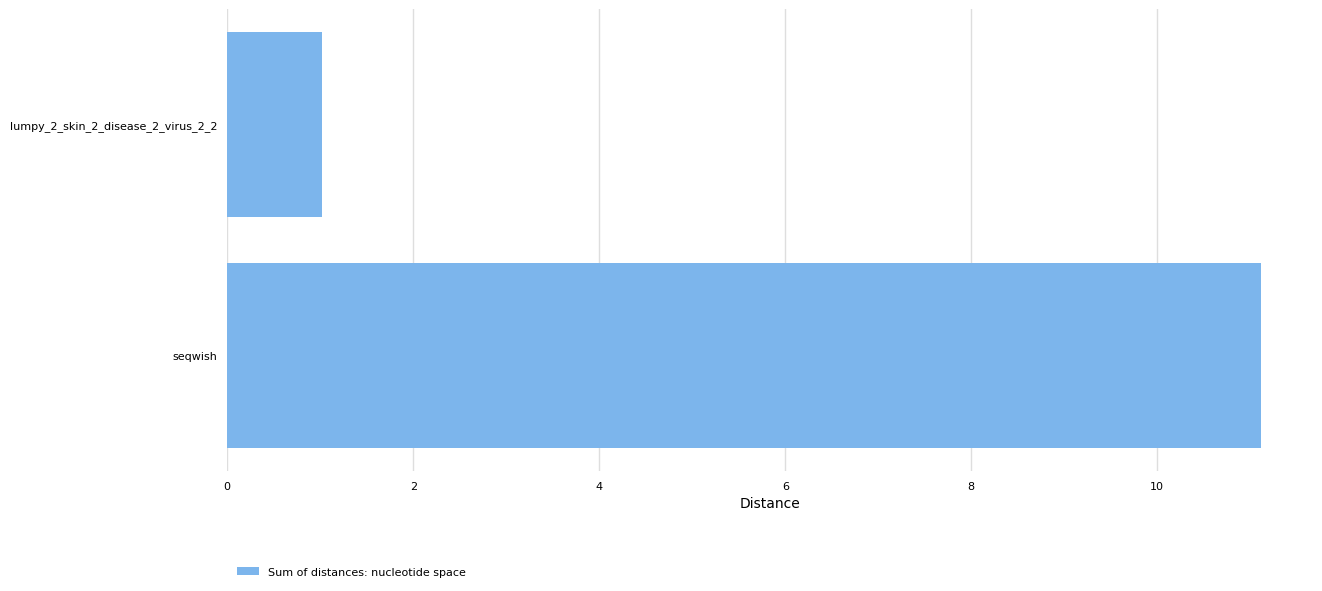 lumpy_2_skin_2_disease_2_virus_2_2
seqwish
0 2 4 6 8 10
Distance
Sum of distances: nucleotide space